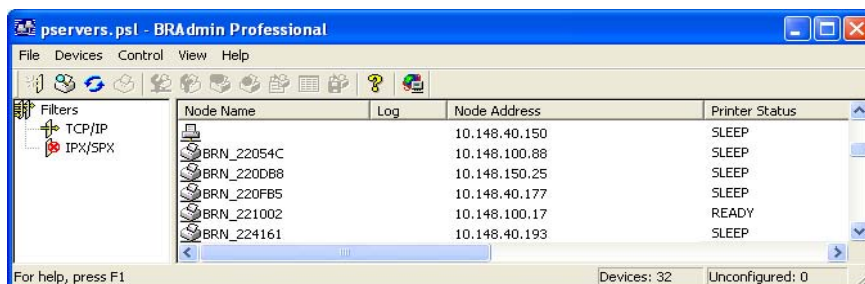 pservers.psl - BRAdmin Professional
File Devices Control View Help
Filters
TCP/IP
IPX/SPX
Node Name Log Node Address Printer Status
10.148.40.150 SLEEP
BRN_22054C 10.148.100.88 SLEEP
BRN_220DB8 10.148.150.25 SLEEP
BRN_220FB5 10.148.40.177 SLEEP
BRN_221002 10.148.100.17 READY
BRN_224161 10.148.40.193 SLEEP
For help, press F1 Devices: 32 Unconfigured: 0